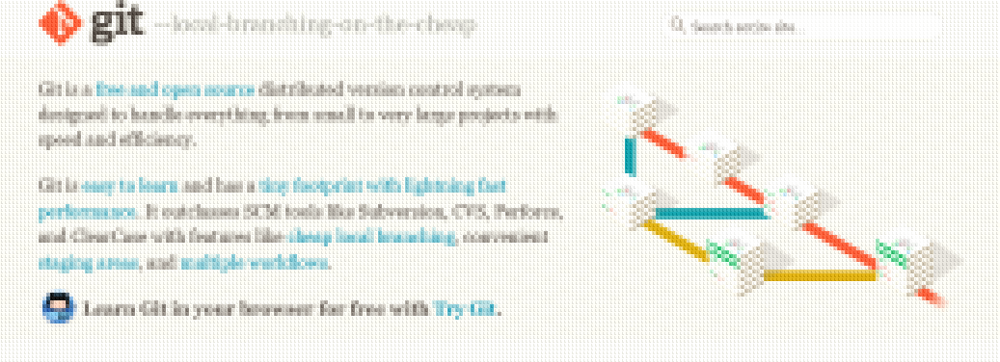 git --local-branching-on-the-cheap
Search entire site...
Git is a free and open source distributed version control system
designed to handle everything from small to very large projects with
speed and efficiency.
Git is easy to learn and has a tiny footprint with lightning fast
performance. It outclasses SCM tools like Subversion, CVS, Perforce,
and ClearCase with features like cheap local branching, convenient
staging areas, and multiple workflows.
Learn Git in your browser for free with Try Git.